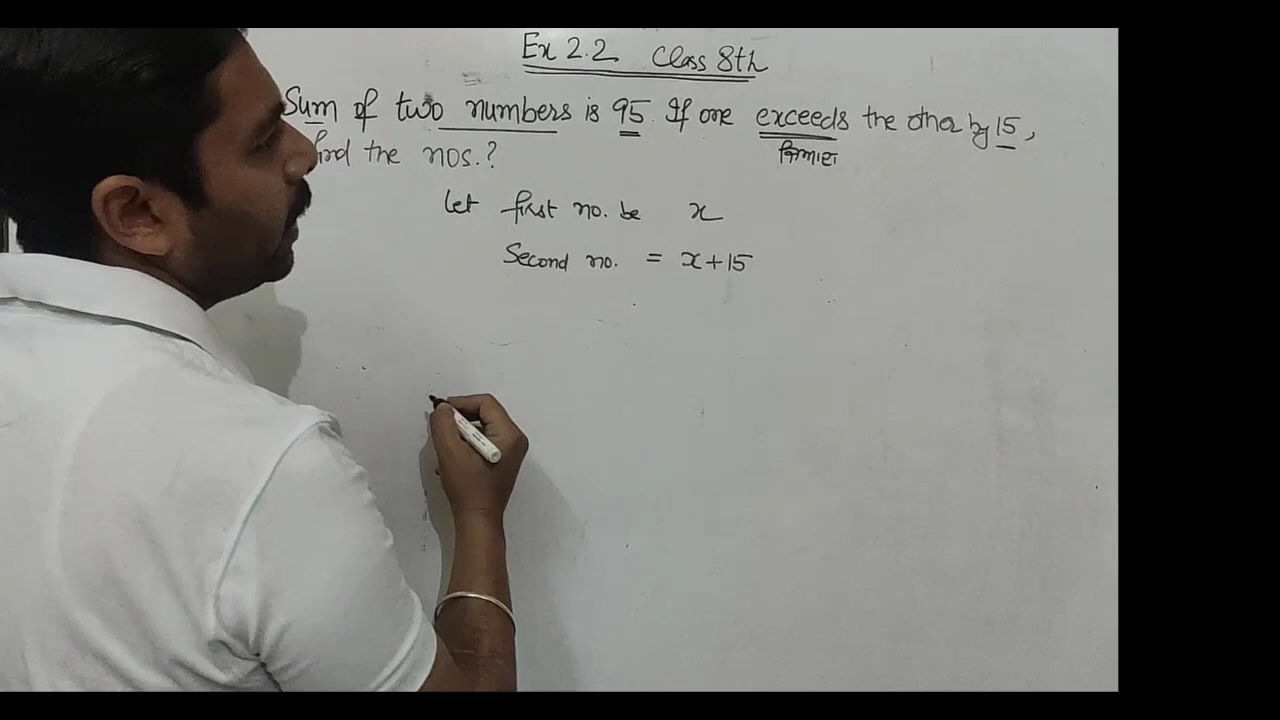 Ex 2.2 Class 8th
Sum of two numbers is 95. If one exceeds the other by 15,
find the nos.?
Let first no. be x
Second no. = x+15